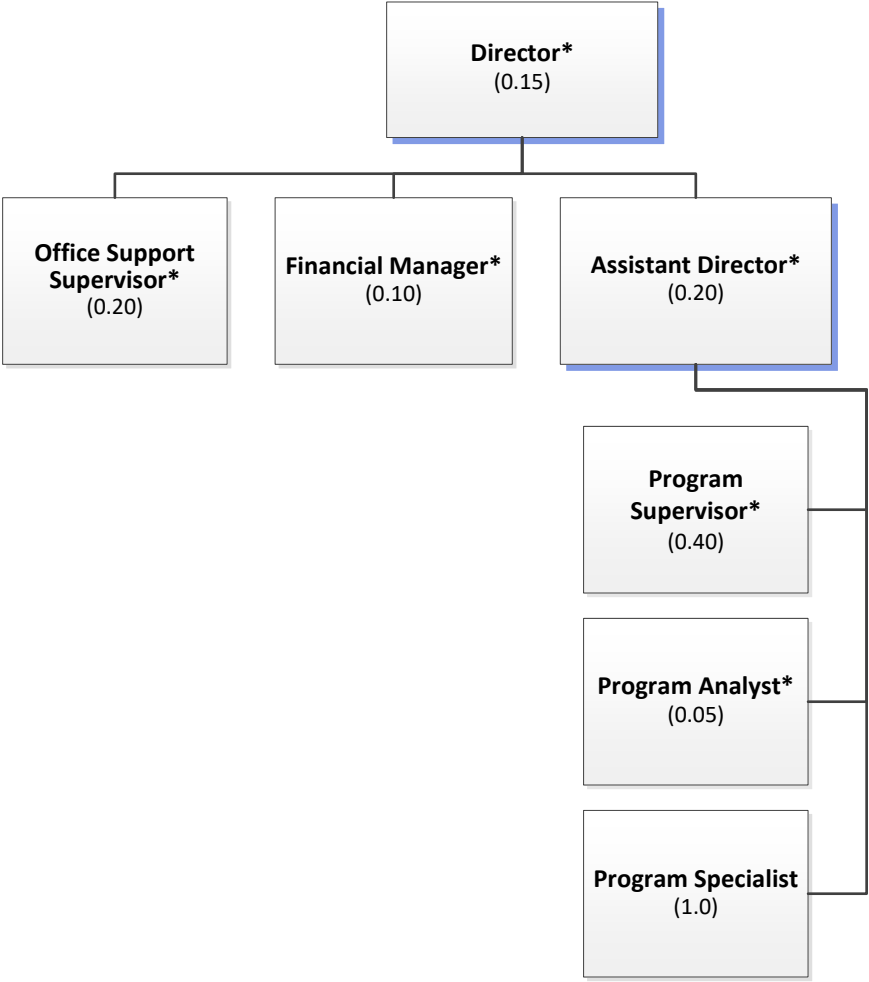 Director*
(0.15)
Office Support
Supervisor*
(0.20)
Financial Manager*
(0.10)
Assistant Director*
(0.20)
Program
Supervisor*
(0.40)
Program Analyst*
(0.05)
Program Specialist
(1.0)